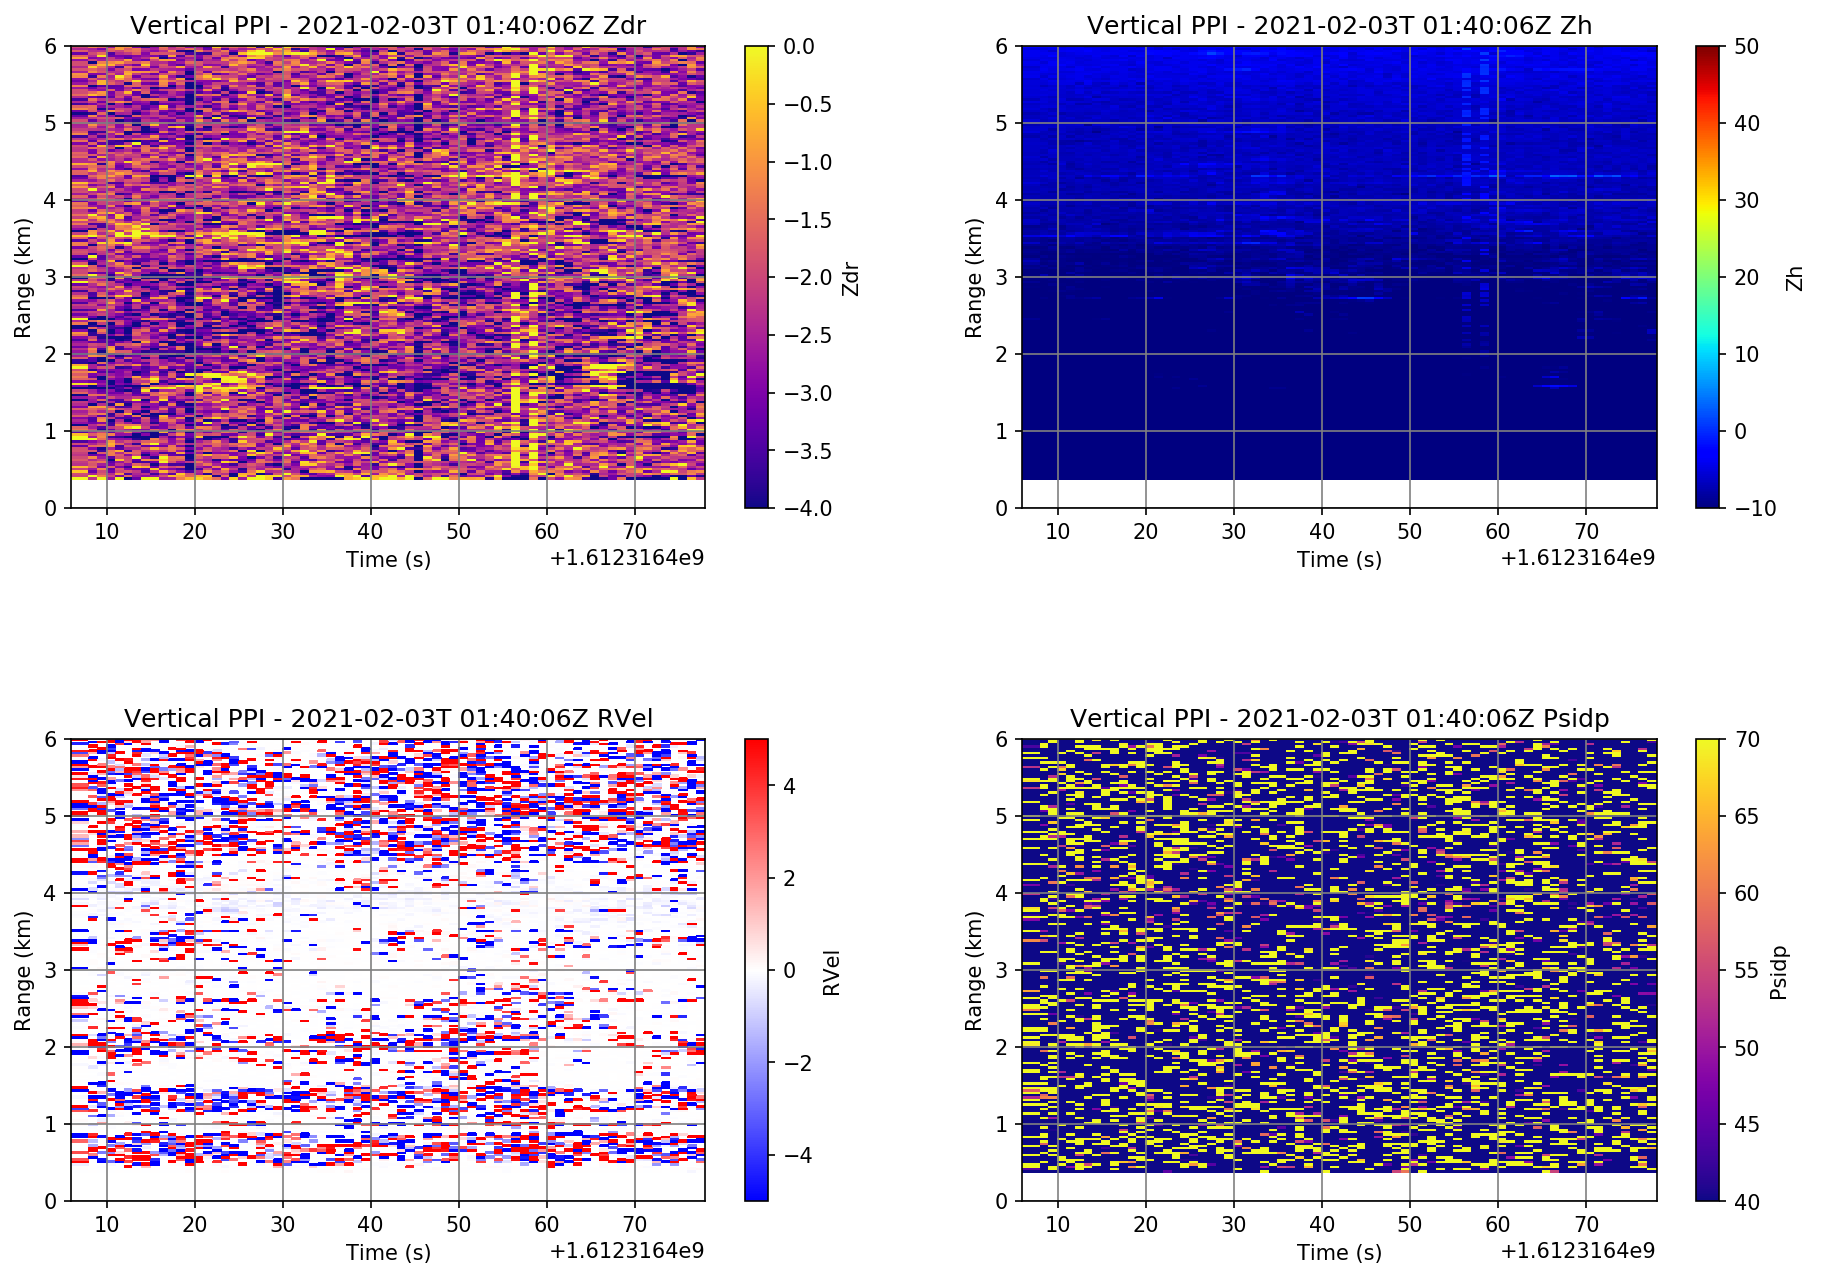 Vertical PPI - 2021-02-03T 01:40:06Z Zdr
6
5
4
3
2
1
0
Range (km)
10 20 30 40 50 60 70
Time (s)
+1.6123164e9
0.0
−0.5
−1.0
−1.5
−2.0
−2.5
−3.0
−3.5
−4.0
Zdr
Vertical PPI - 2021-02-03T 01:40:06Z Zh
6
5
4
3
2
1
0
Range (km)
10 20 30 40 50 60 70
Time (s)
+1.6123164e9
50
40
30
20
10
0
−10
Zh
Vertical PPI - 2021-02-03T 01:40:06Z RVel
6
5
4
3
2
1
0
Range (km)
10 20 30 40 50 60 70
Time (s)
+1.6123164e9
4
2
0
−2
−4
RVel
Vertical PPI - 2021-02-03T 01:40:06Z Psidp
6
5
4
3
2
1
0
Range (km)
10 20 30 40 50 60 70
Time (s)
+1.6123164e9
70
65
60
55
50
45
40
Psidp